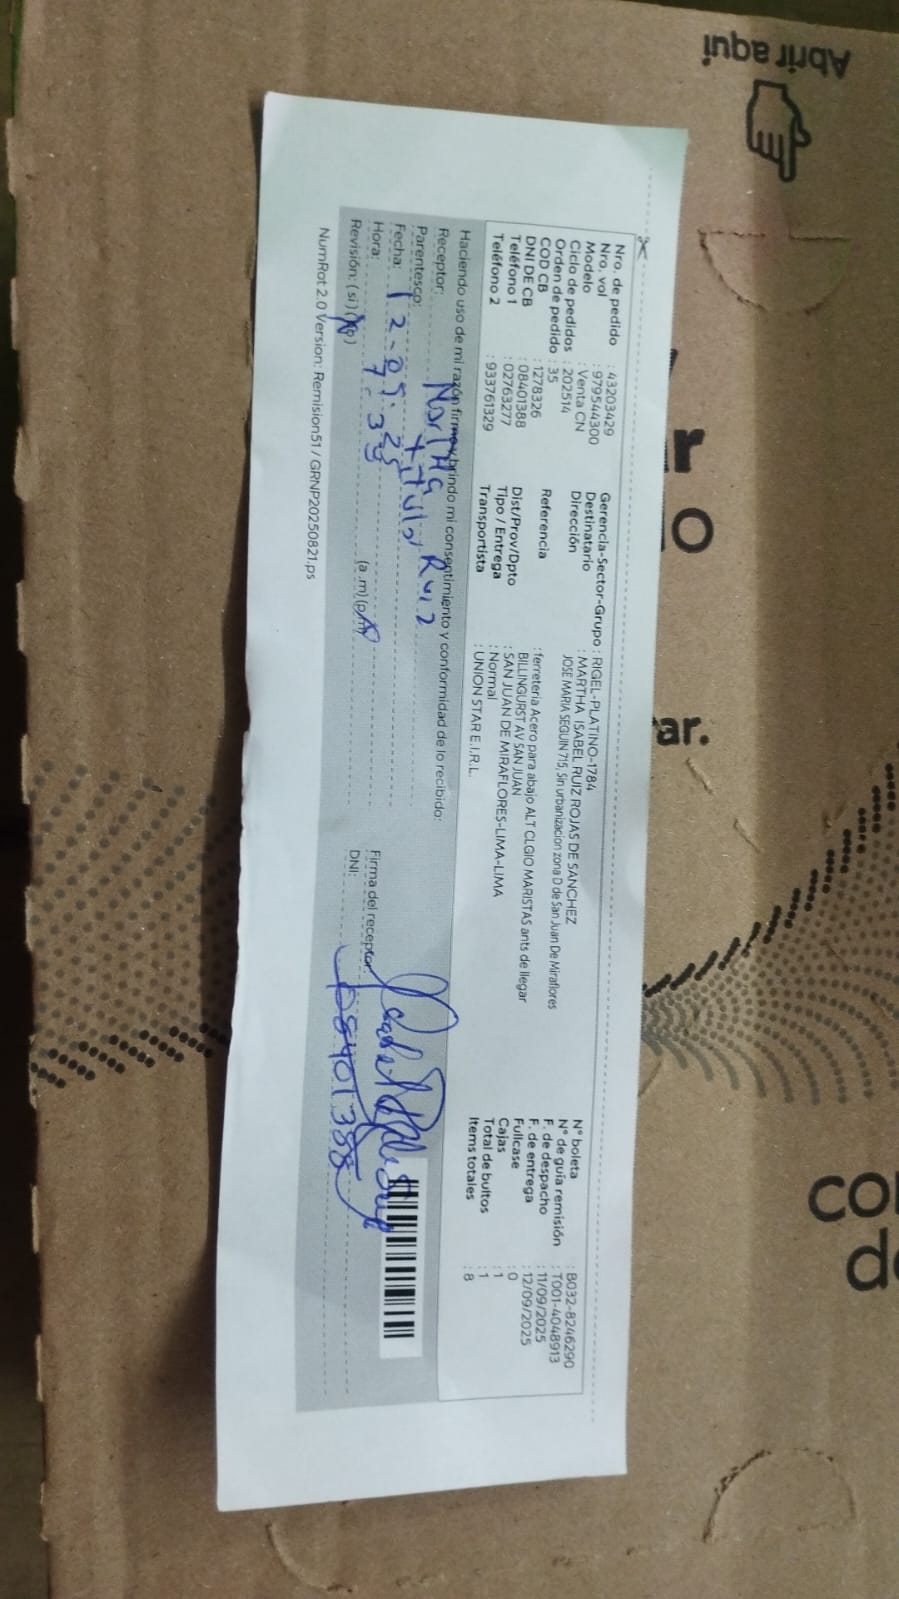 Abrir aquí
Nro. de pedido : 43203429
Nro. vol : 979544300
Modelo : Venta CN
Ciclo de pedidos : 202514
Orden de pedido : 35
COD CB : 1278326
DNI DE CB : 08401388
Teléfono 1 : 02763277
Teléfono 2 : 933761329
Gerencia-Sector-Grupo : RIGEL-PLATINO-1784
Destinatario : MARTHA ISABEL RUIZ ROJAS DE SANCHEZ
Dirección JOSE MARIA SEGUIN 715, Sin urbanizacion zona D de San Juan De Miraflores
Referencia : ferreteria Acero para abajo ALT CLGIO MARISTAS ants de llegar
BILLINGURST AV SAN JUAN
Dist/Prov/Dpto : SAN JUAN DE MIRAFLORES-LIMA-LIMA
Tipo / Entrega : Normal
Transportista : UNION STAR E.I.R.L.
N° boleta : B032-8246290
N° de guía remisión : T001-4048913
F. de despacho : 11/09/2025
F. de entrega : 12/09/2025
Fullcase : 0
Cajas : 1
Total de bultos : 1
Items totales : 8
Haciendo uso de mi razón firmo y brindo mi consentimiento y conformidad de lo recibido:
Receptor: Ruiz
Parentesco: titular
Fecha: 12-09-25
Hora: (a .m) (p.m)
Revisión: ( si ) (no)
Firma del receptor:
DNI: 08401388
NumRot 2.0 Version: Remision51 / GRNP20250821.ps
r
o
ar.
co
de